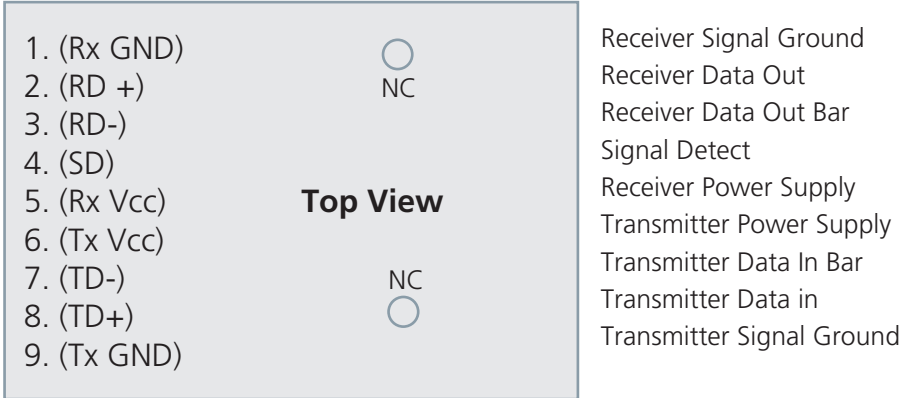 1. (Rx GND)
2. (RD +)
NC
3. (RD-)
4. (SD)
5. (Rx Vcc)
Top View
6. (Tx Vcc)
7. (TD-)
NC
8. (TD+)
9. (Tx GND)
Receiver Signal Ground
Receiver Data Out
Receiver Data Out Bar
Signal Detect
Receiver Power Supply
Transmitter Power Supply
Transmitter Data In Bar
Transmitter Data in
Transmitter Signal Ground